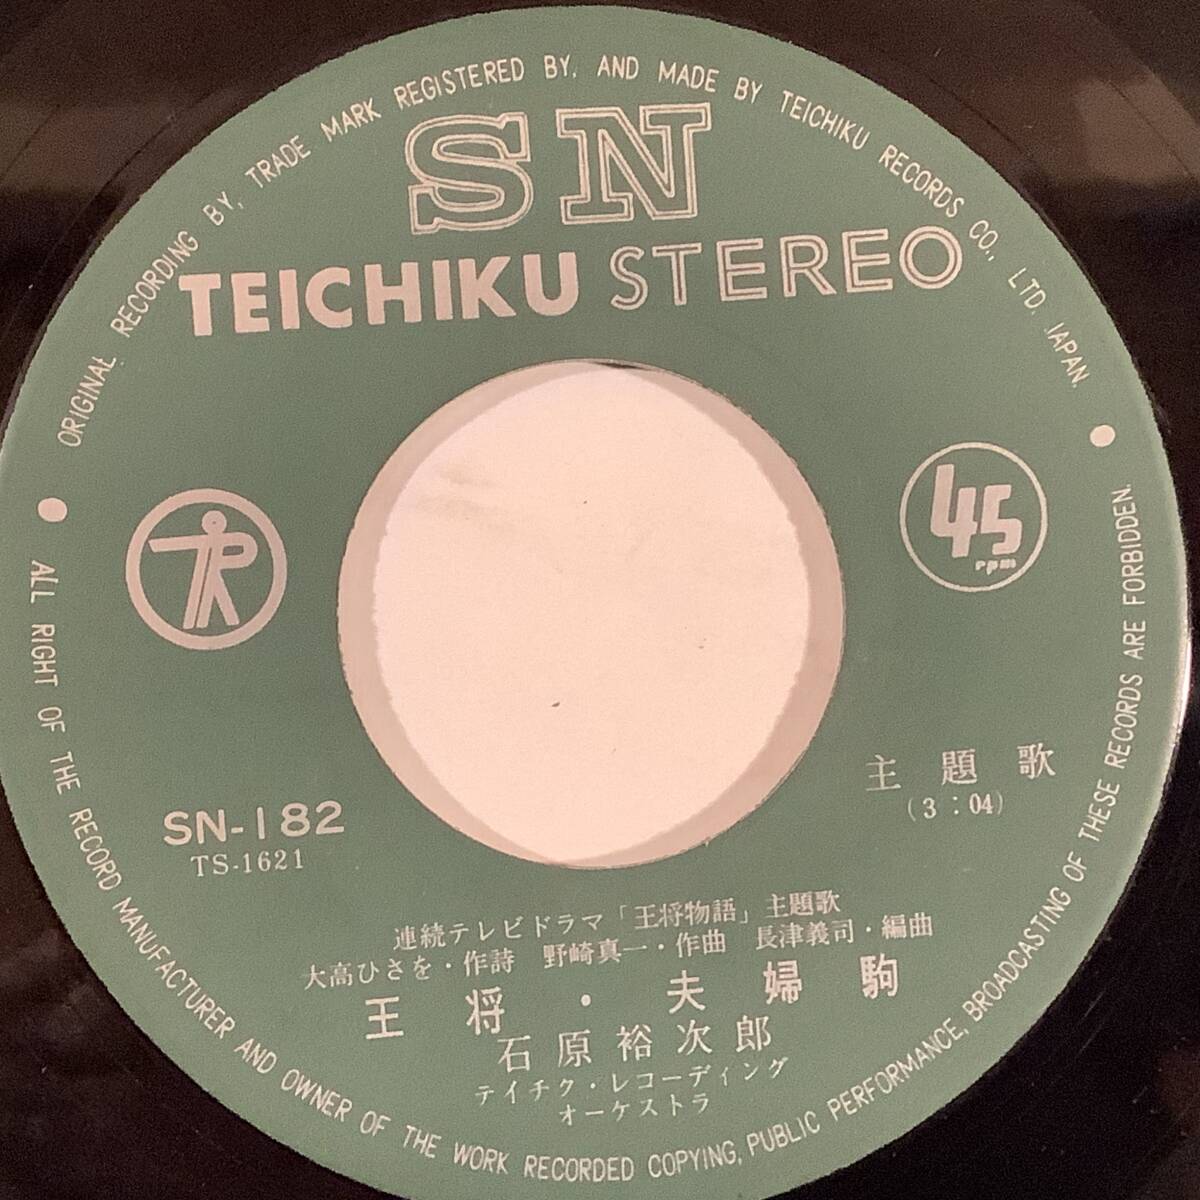 ORIGINAL RECORDING BY, TRADE MARK REGISTERED BY, AND MADE BY TEICHIKU RECORDS CO., LTD. JAPAN.
SN
TEICHIKU STEREO
TR
45
rpm
主題歌
(3:04)
SN-182
TS-1621
連続テレビドラマ「王将物語」主題歌
大高ひさを・作詩 野崎真一・作曲 長津義司・編曲
王将・夫婦駒
石原裕次郎
テイチク・レコーディング
オーケストラ
ALL RIGHT OF THE RECORD MANUFACTURER AND OWNER OF THE WORK RECORDED COPYING, PUBLIC PERFORMANCE, BROADCASTING OF THESE RECORDS ARE FORBIDDEN.